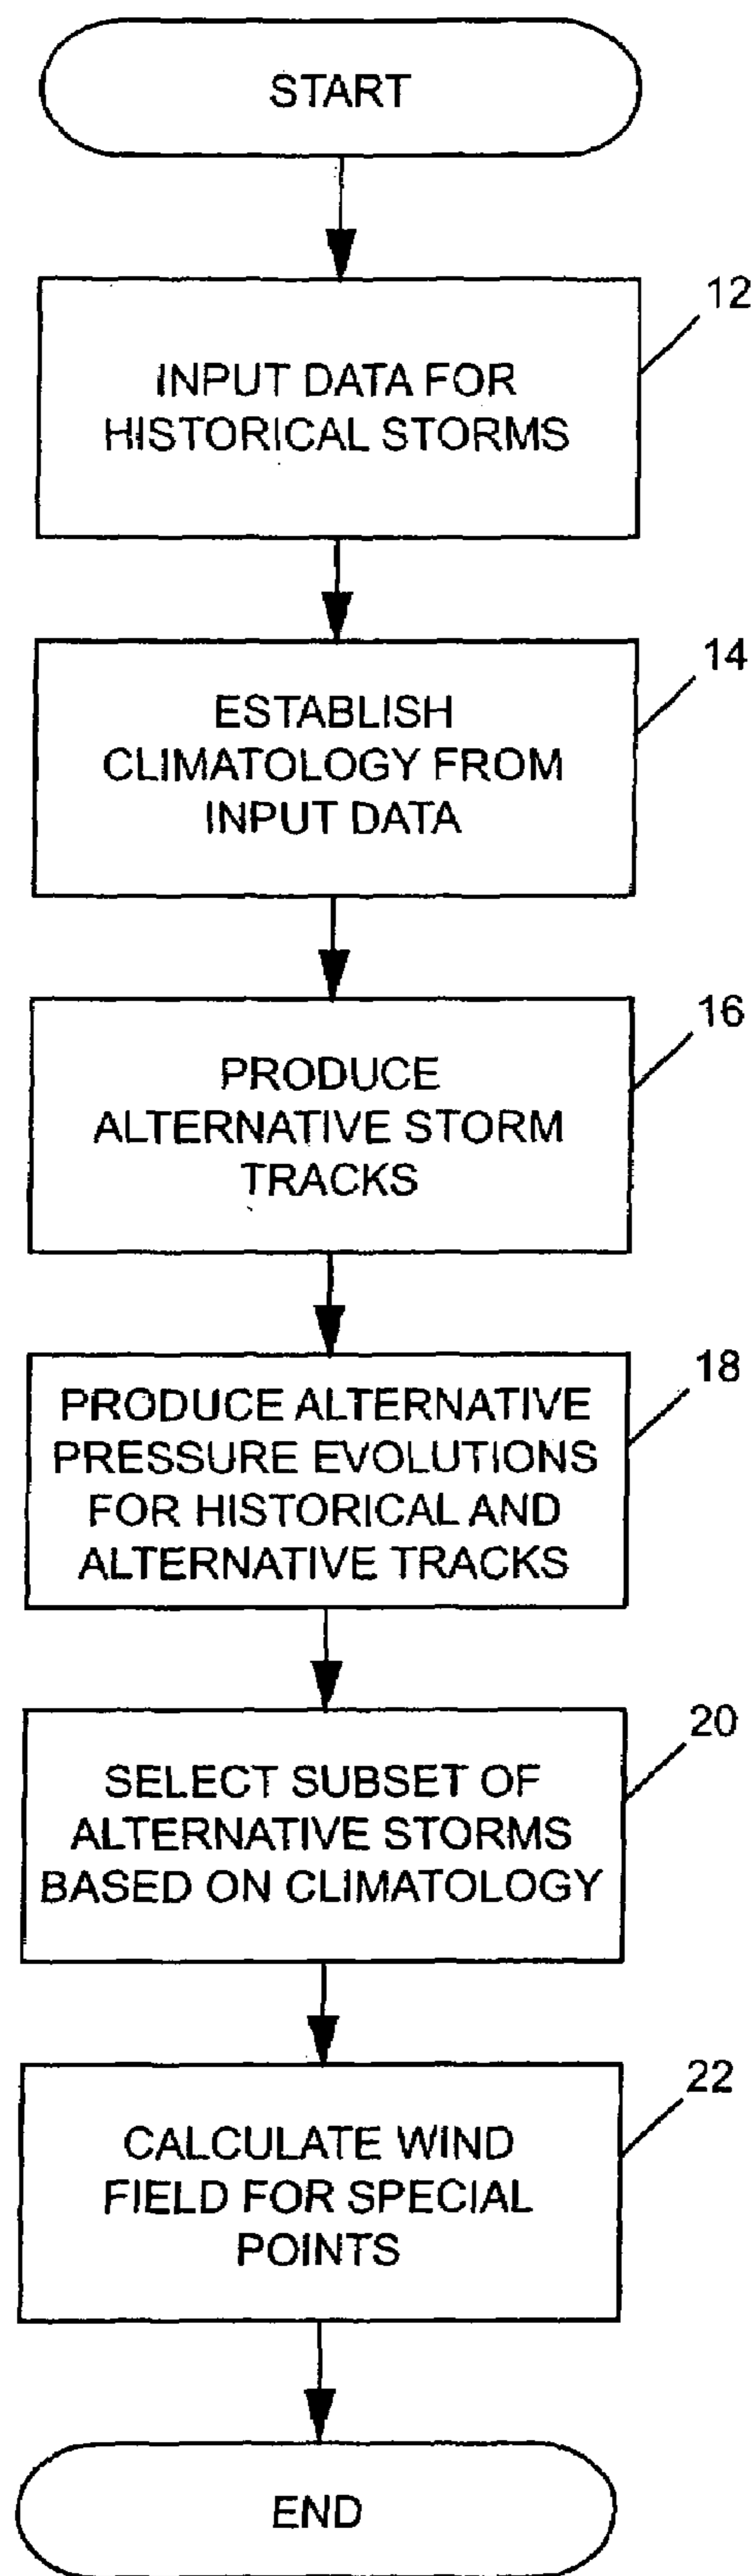 START
12
INPUT DATA FOR
HISTORICAL STORMS
14
ESTABLISH
CLIMATOLOGY FROM
INPUT DATA
16
PRODUCE
ALTERNATIVE STORM
TRACKS
18
PRODUCE ALTERNATIVE
PRESSURE EVOLUTIONS
FOR HISTORICAL AND
ALTERNATIVE TRACKS
20
SELECT SUBSET OF
ALTERNATIVE STORMS
BASED ON CLIMATOLOGY
22
CALCULATE WIND
FIELD FOR SPECIAL
POINTS
END